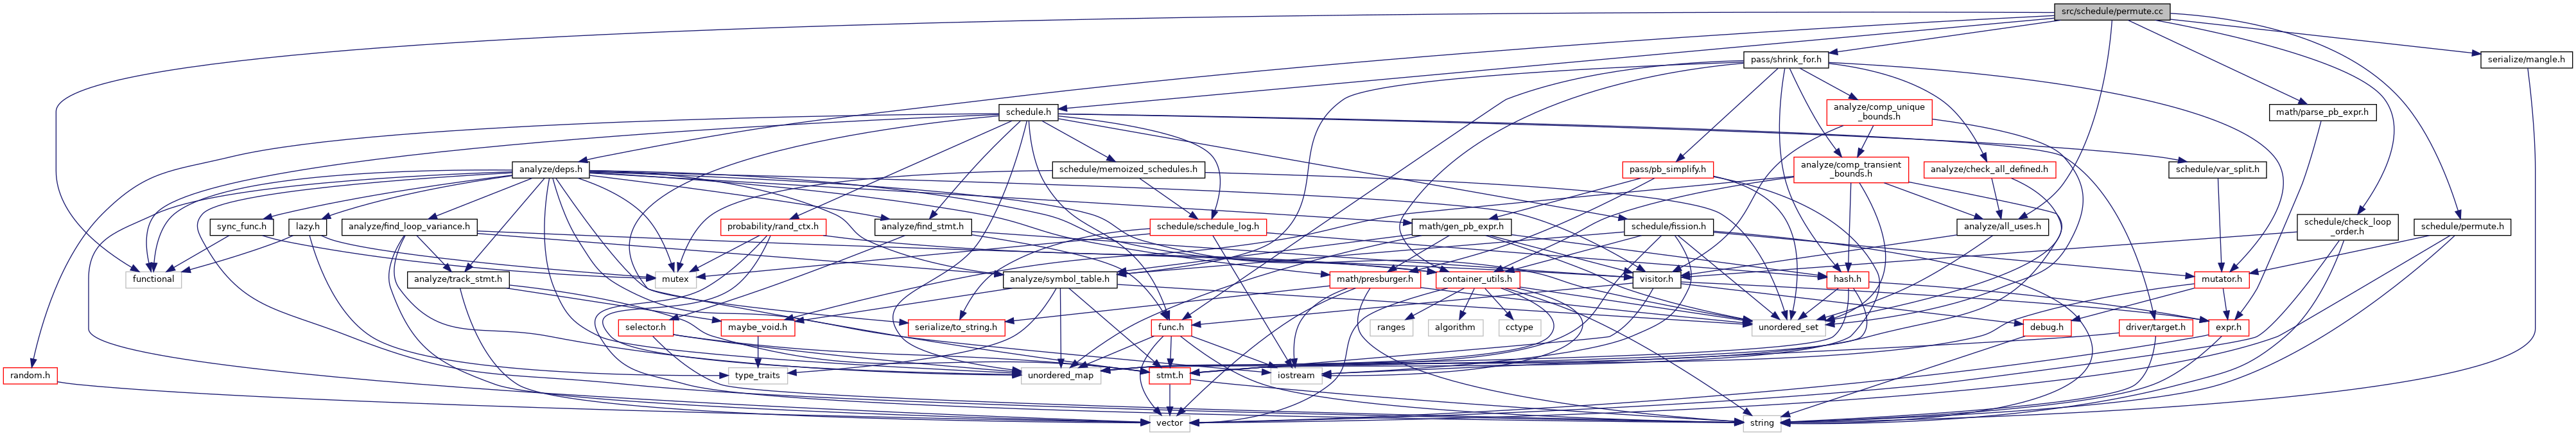 src/schedule/permute.cc
pass/shrink_for.h
serialize/mangle.h
schedule.h
analyze/comp_unique
_bounds.h
math/parse_pb_expr.h
analyze/deps.h
schedule/memoized_schedules.h
pass/pb_simplify.h
analyze/comp_transient
_bounds.h
analyze/check_all_defined.h
schedule/var_split.h
sync_func.h
lazy.h
analyze/find_loop_variance.h
probability/rand_ctx.h
analyze/find_stmt.h
schedule/schedule_log.h
math/gen_pb_expr.h
schedule/fission.h
analyze/all_uses.h
schedule/check_loop
_order.h
schedule/permute.h
functional
analyze/track_stmt.h
mutex
analyze/symbol_table.h
math/presburger.h
container_utils.h
visitor.h
hash.h
mutator.h
selector.h
maybe_void.h
serialize/to_string.h
func.h
ranges
algorithm
cctype
unordered_set
debug.h
driver/target.h
expr.h
random.h
type_traits
unordered_map
stmt.h
iostream
vector
string